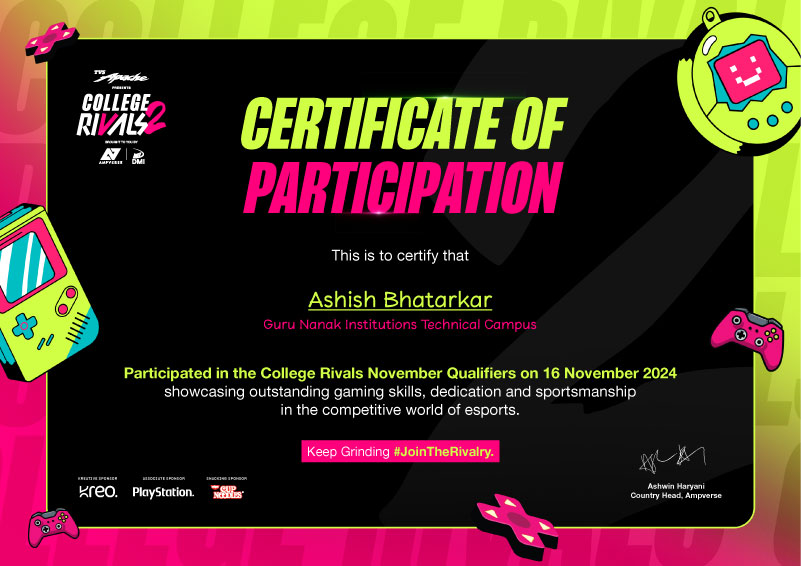 TVS Apache
PRESENTS
COLLEGE
RIVALS 2
BROUGHT TO YOU BY
AMPVERSE DMI
CERTIFICATE OF
PARTICIPATION
This is to certify that
Ashish Bhatarkar
Guru Nanak Institutions Technical Campus
Participated in the College Rivals November Qualifiers on 16 November 2024
showcasing outstanding gaming skills, dedication and sportsmanship
in the competitive world of esports.
Keep Grinding #JoinTheRivalry.
KREATIVE SPONSOR ASSOCIATE SPONSOR SNACKING SPONSOR
kreo. PlayStation. CUP NOODLES
Ashwin Haryani
Country Head, Ampverse